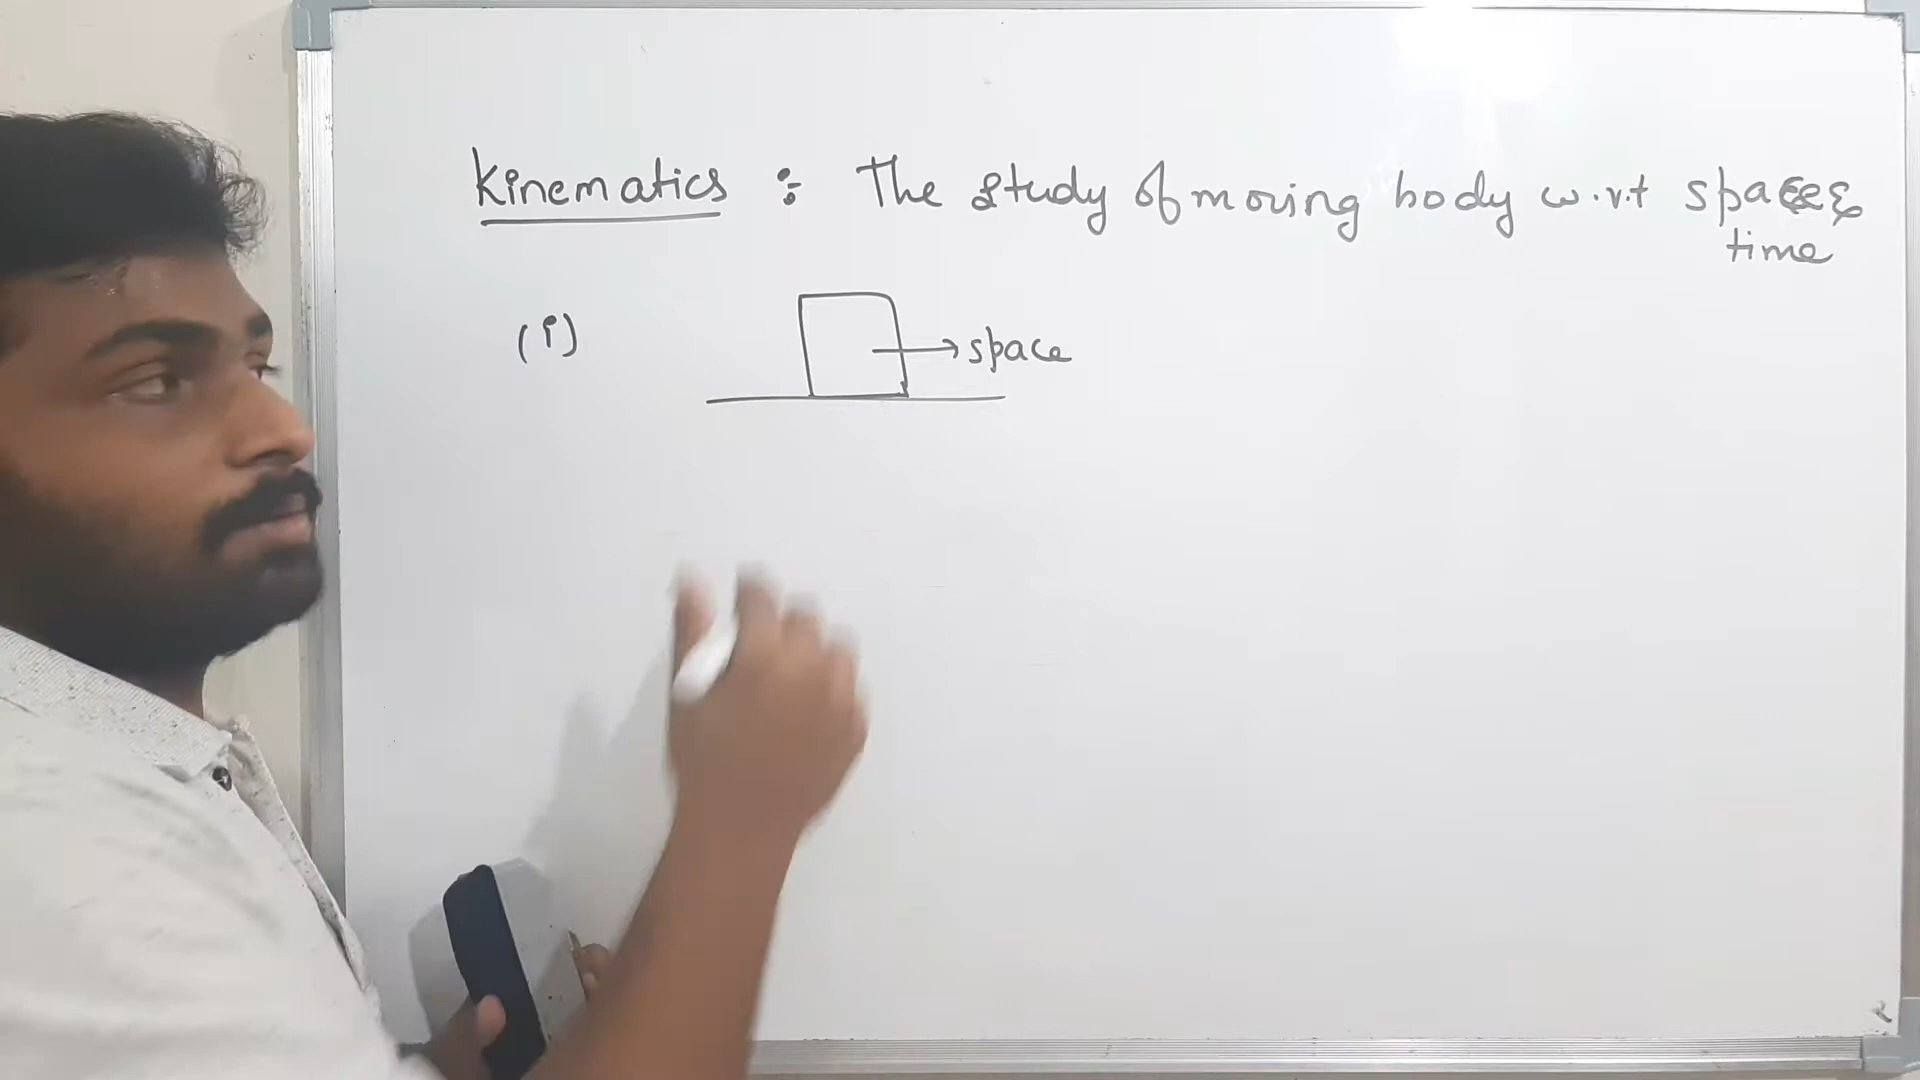 Kinematics : The study of moving body w.r.t space &
time
(i)
space